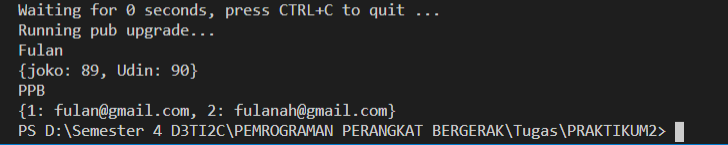 Waiting for 0 seconds, press CTRL+C to quit ...
Running pub upgrade...
Fulan
{joko: 89, Udin: 90}
PPB
{1: fulan@gmail.com, 2: fulanah@gmail.com}
PS D:\Semester 4 D3TI2C\PEMROGRAMAN PERANGKAT BERGERAK\Tugas\PRAKTIKUM2>